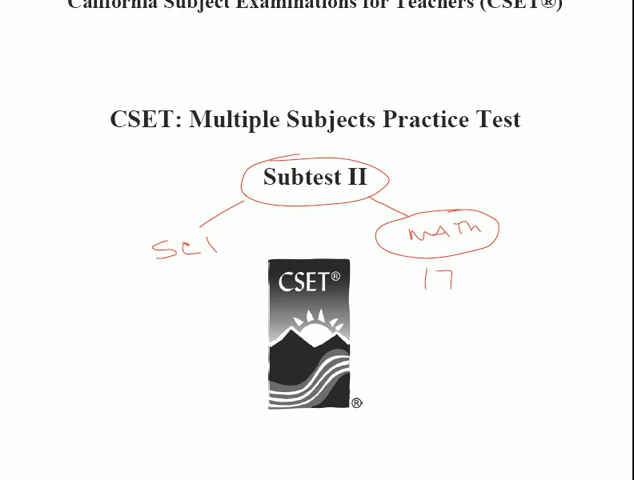 California Subject Examinations for Teachers (CSET®)
CSET: Multiple Subjects Practice Test
Subtest II
SCI
MATH
CSET®
17
®